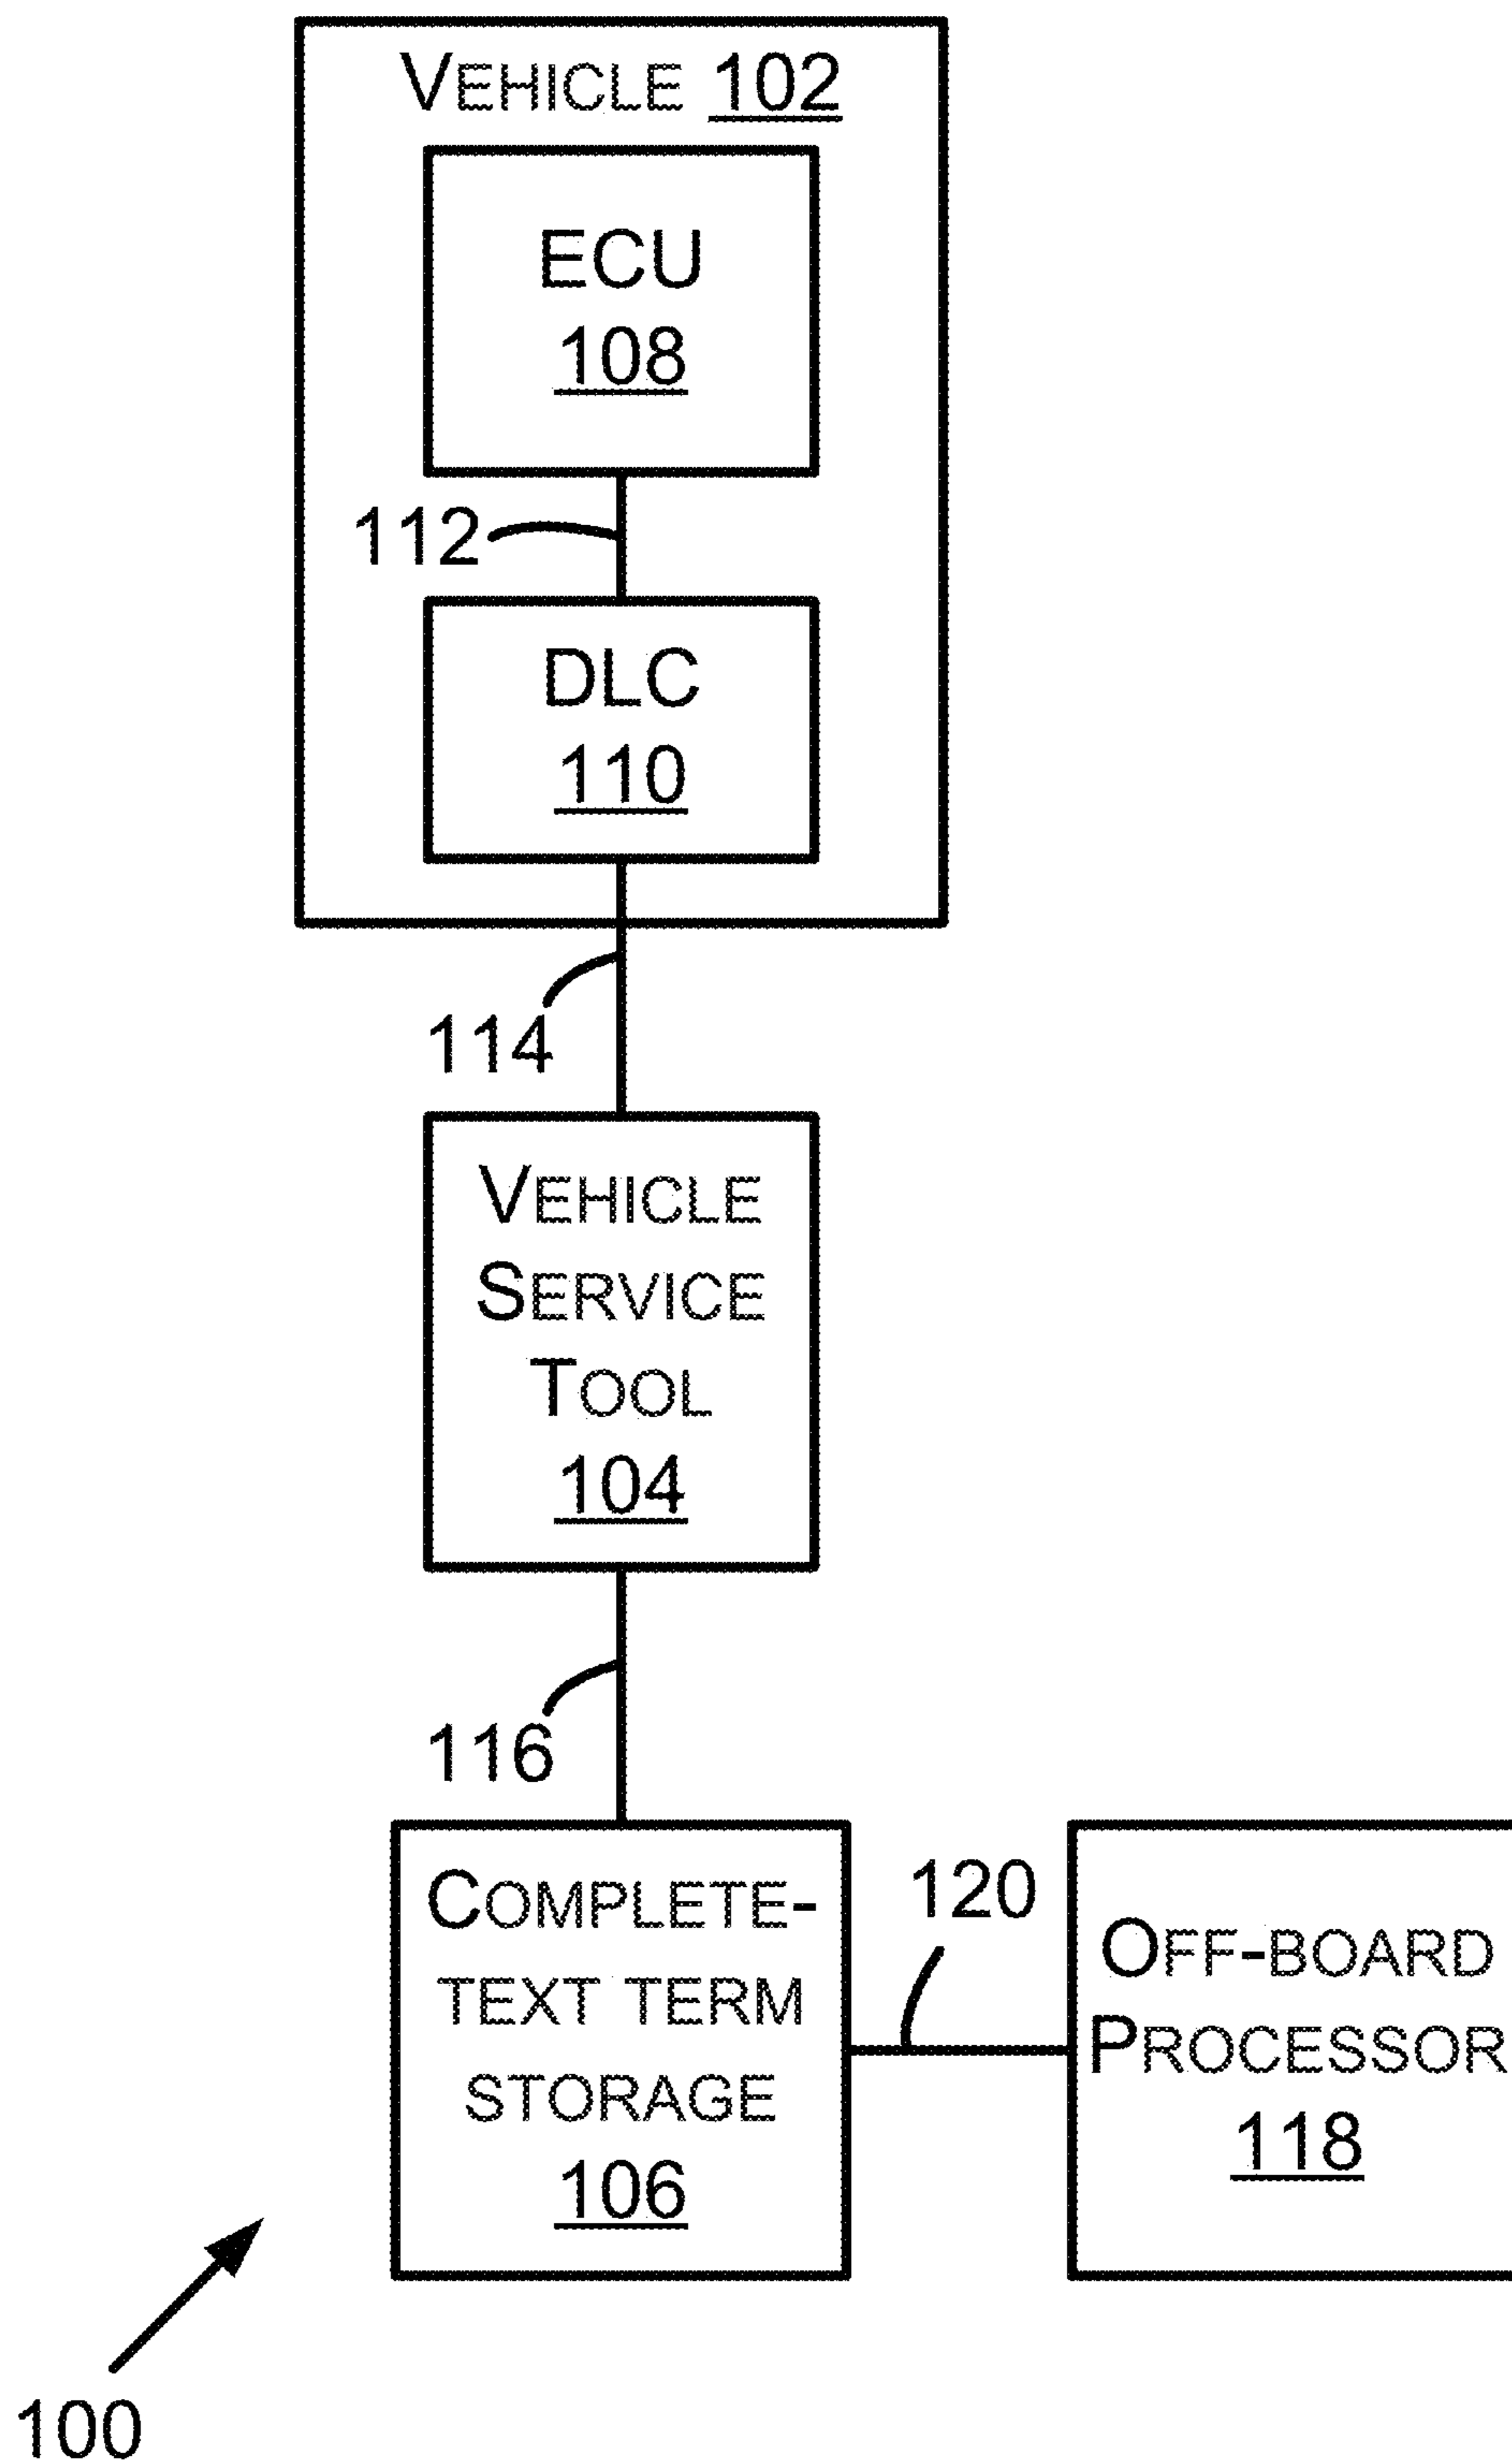 VEHICLE 102
ECU
108
112
DLC
110
114
VEHICLE
SERVICE
TOOL
104
116
COMPLETE-
TEXT TERM
STORAGE
106
120
OFF-BOARD
PROCESSOR
118
100